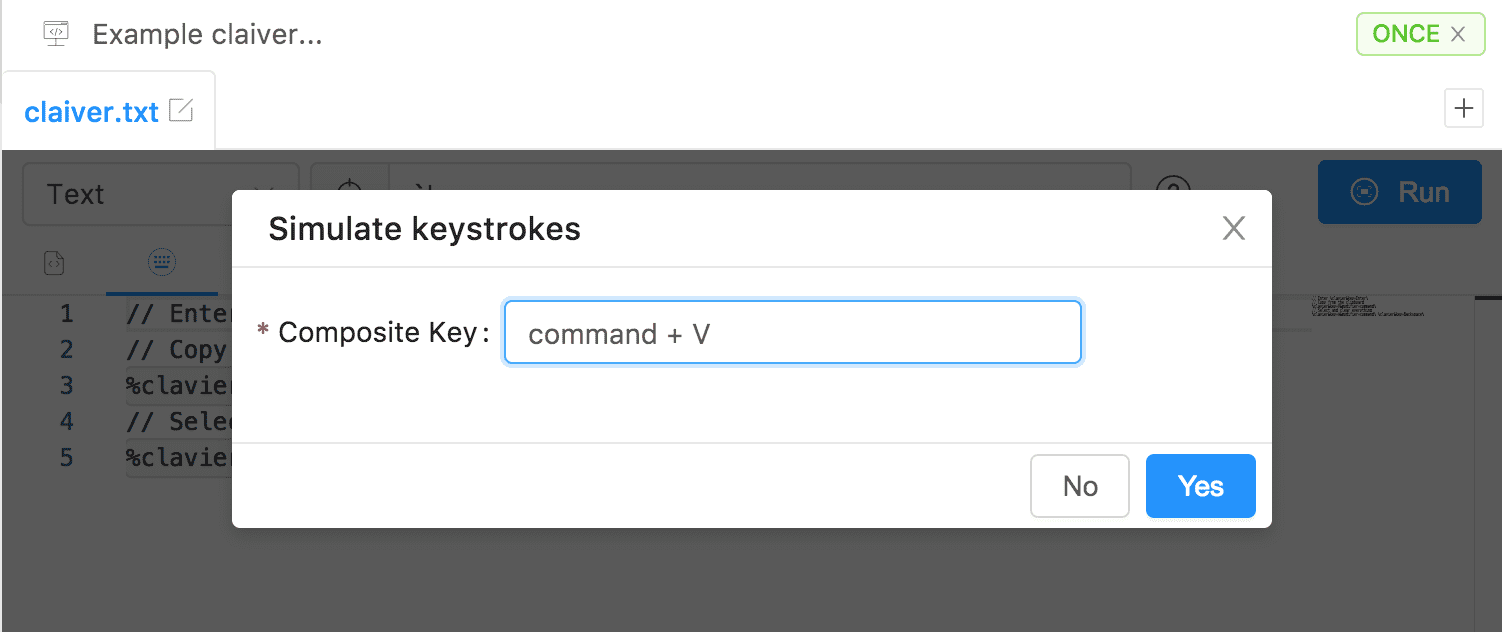 Example claiver...
ONCE
claiver.txt
Text
Run
Simulate keystrokes
* Composite Key:
command + V
1 // Enter
2 // Copy
3 %clavier
4 // Selec
5 %clavier
No
Yes